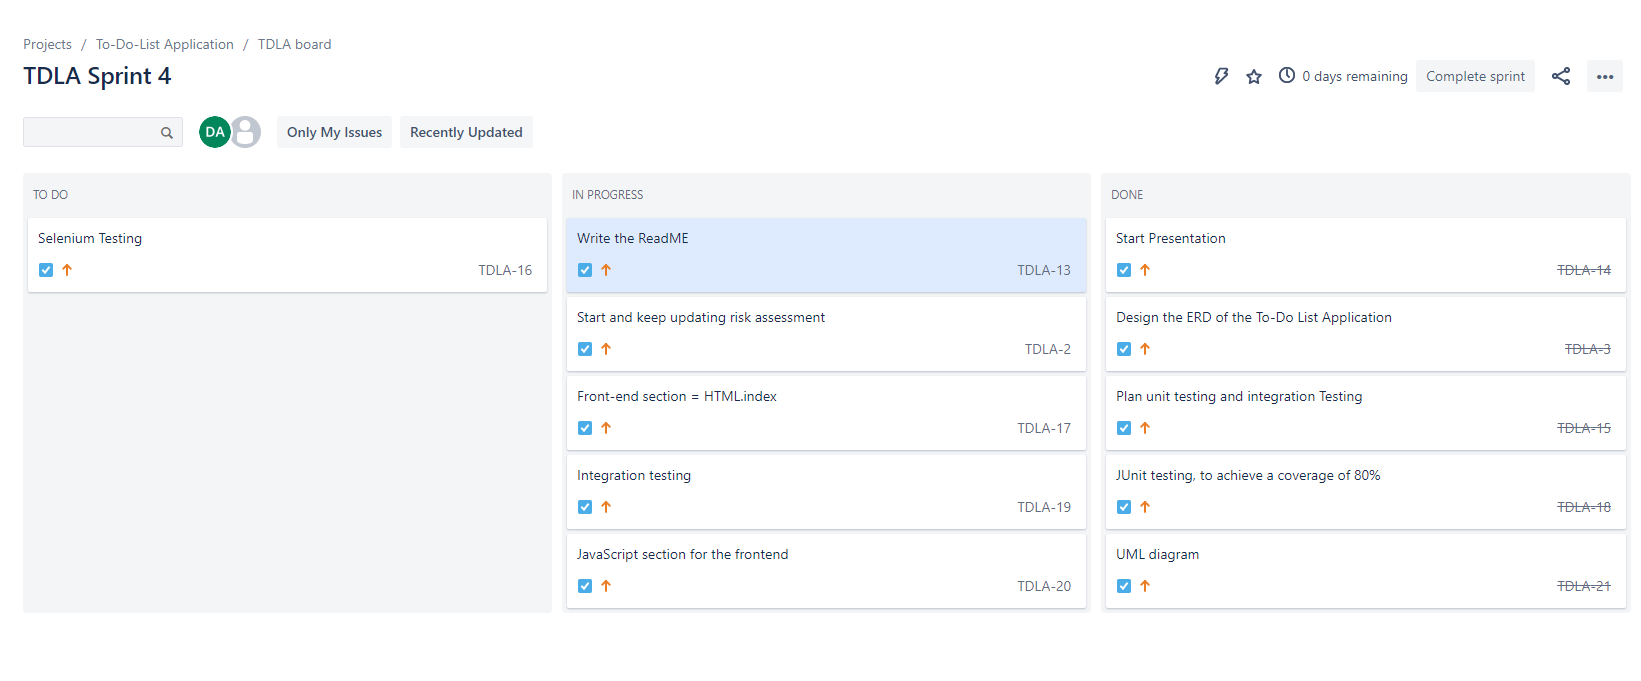 Projects / To-Do-List Application / TDLA board
TDLA Sprint 4
0 days remaining
Complete sprint
DA
Only My Issues
Recently Updated
TO DO
Selenium Testing
TDLA-16
IN PROGRESS
Write the ReadME
TDLA-13
Start and keep updating risk assessment
TDLA-2
Front-end section = HTML.index
TDLA-17
Integration testing
TDLA-19
JavaScript section for the frontend
TDLA-20
DONE
Start Presentation
TDLA-14
Design the ERD of the To-Do List Application
TDLA-3
Plan unit testing and integration Testing
TDLA-15
JUnit testing, to achieve a coverage of 80%
TDLA-18
UML diagram
TDLA-21